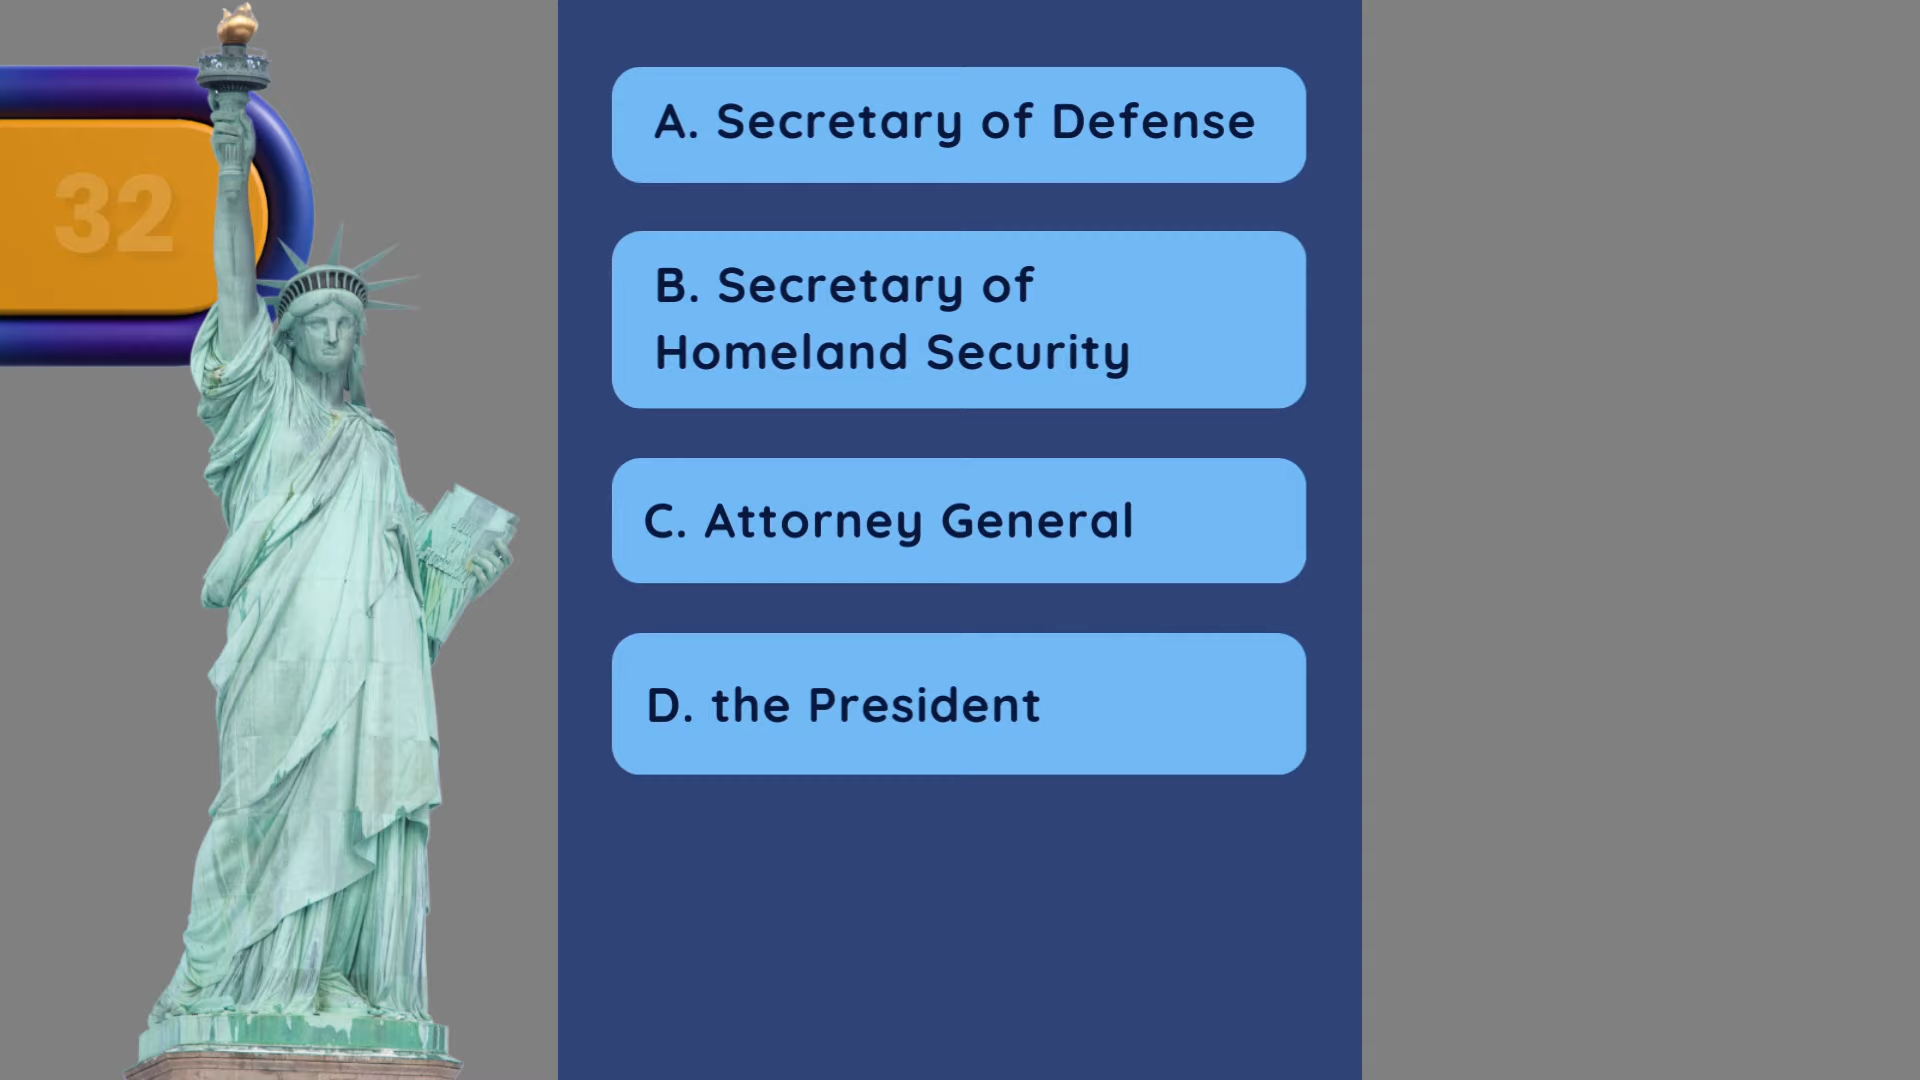 32
A. Secretary of Defense
B. Secretary of
Homeland Security
C. Attorney General
D. the President